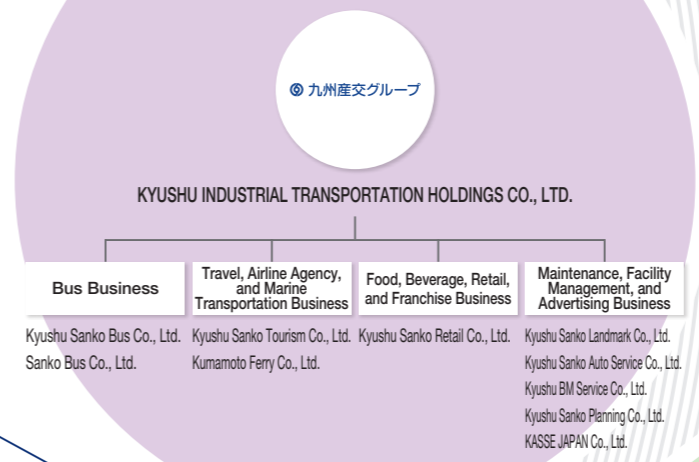 九州産交グループ
KYUSHU INDUSTRIAL TRANSPORTATION HOLDINGS CO., LTD.
Bus Business
Kyushu Sanko Bus Co., Ltd.
Sanko Bus Co., Ltd.
Travel, Airline Agency,
and Marine
Transportation Business
Kyushu Sanko Tourism Co., Ltd.
Kumamoto Ferry Co., Ltd.
Food, Beverage, Retail,
and Franchise Business
Kyushu Sanko Retail Co., Ltd.
Maintenance, Facility
Management, and
Advertising Business
Kyushu Sanko Landmark Co., Ltd.
Kyushu Sanko Auto Service Co., Ltd.
Kyushu BM Service Co., Ltd.
Kyushu Sanko Planning Co., Ltd.
KASSE JAPAN Co., Ltd.